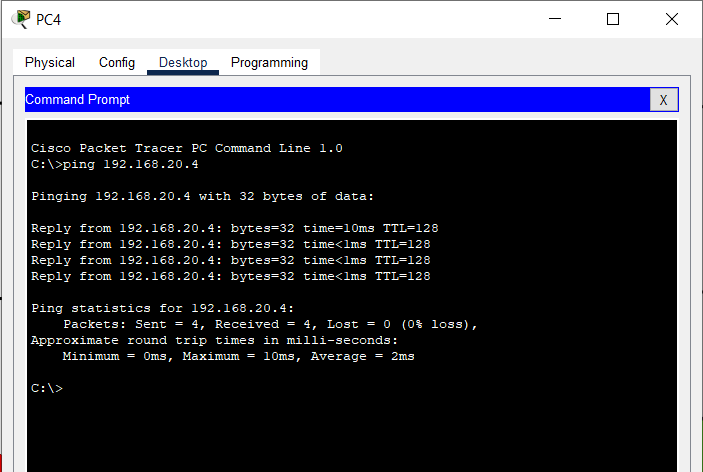 PC4
Physical Config Desktop Programming
Command Prompt X
Cisco Packet Tracer PC Command Line 1.0
C:\>ping 192.168.20.4
Pinging 192.168.20.4 with 32 bytes of data:
Reply from 192.168.20.4: bytes=32 time=10ms TTL=128
Reply from 192.168.20.4: bytes=32 time<1ms TTL=128
Reply from 192.168.20.4: bytes=32 time<1ms TTL=128
Reply from 192.168.20.4: bytes=32 time<1ms TTL=128
Ping statistics for 192.168.20.4:
Packets: Sent = 4, Received = 4, Lost = 0 (0% loss),
Approximate round trip times in milli-seconds:
Minimum = 0ms, Maximum = 10ms, Average = 2ms
C:\>